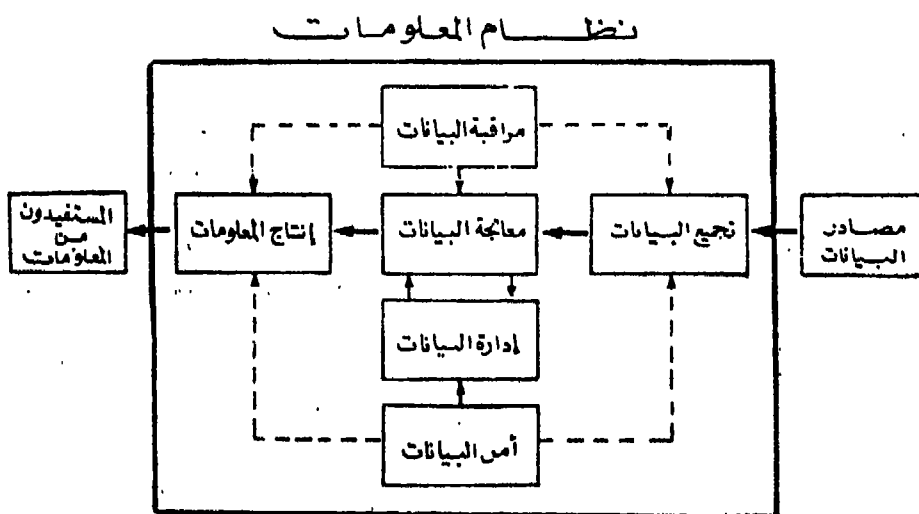 نظام المعلومات
مراقبة البيانات
مصادر
البيانات
تجميع البيانات
معالجة البيانات
إنتاج المعلومات
المستفيدون
من
المعلومات
إدارة البيانات
أمن البيانات